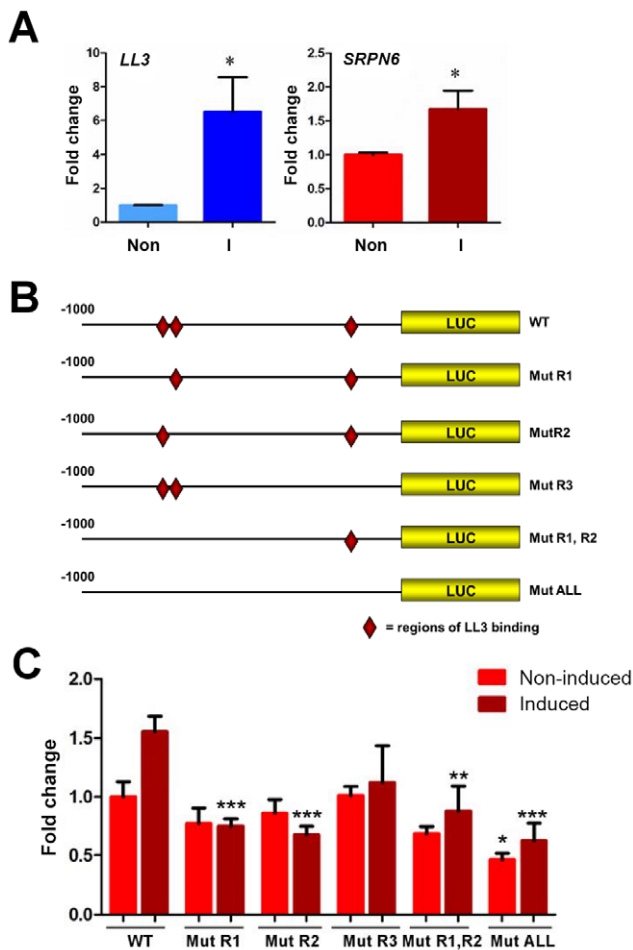 A
LL3
SRPN6
*
*
Fold change
10
8
6
4
2
0
Non
I
Fold change
2.5
2.0
1.5
1.0
0.5
0.0
Non
I
B
-1000
LUC
WT
-1000
LUC
Mut R1
-1000
LUC
MutR2
-1000
LUC
Mut R3
-1000
LUC
Mut R1, R2
-1000
LUC
Mut ALL
= regions of LL3 binding
C
Non-induced
Induced
Fold change
2.0
1.5
1.0
0.5
0.0
***
***
**
*
***
WT
Mut R1
Mut R2
Mut R3
Mut R1,R2
Mut ALL